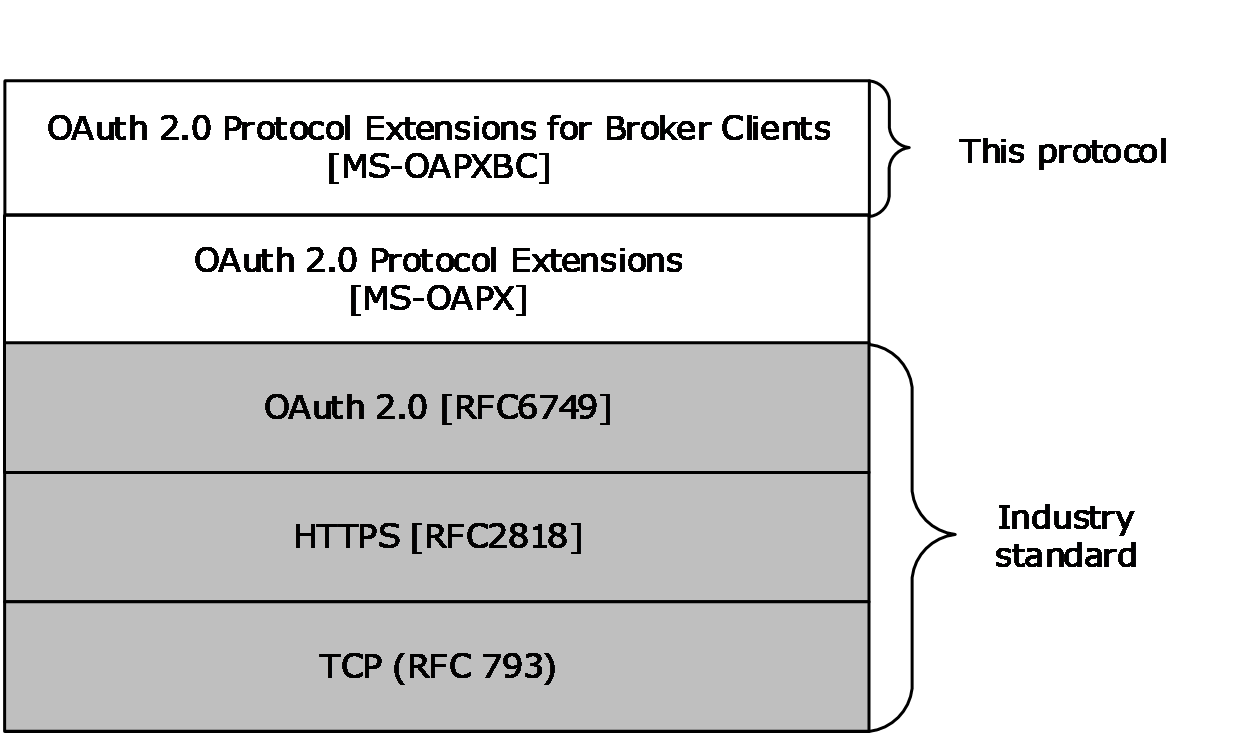 OAuth 2.0 Protocol Extensions for Broker Clients
[MS-OAPXBC]
This protocol
OAuth 2.0 Protocol Extensions
[MS-OAPX]
OAuth 2.0 [RFC6749]
HTTPS [RFC2818]
Industry
standard
TCP (RFC 793)